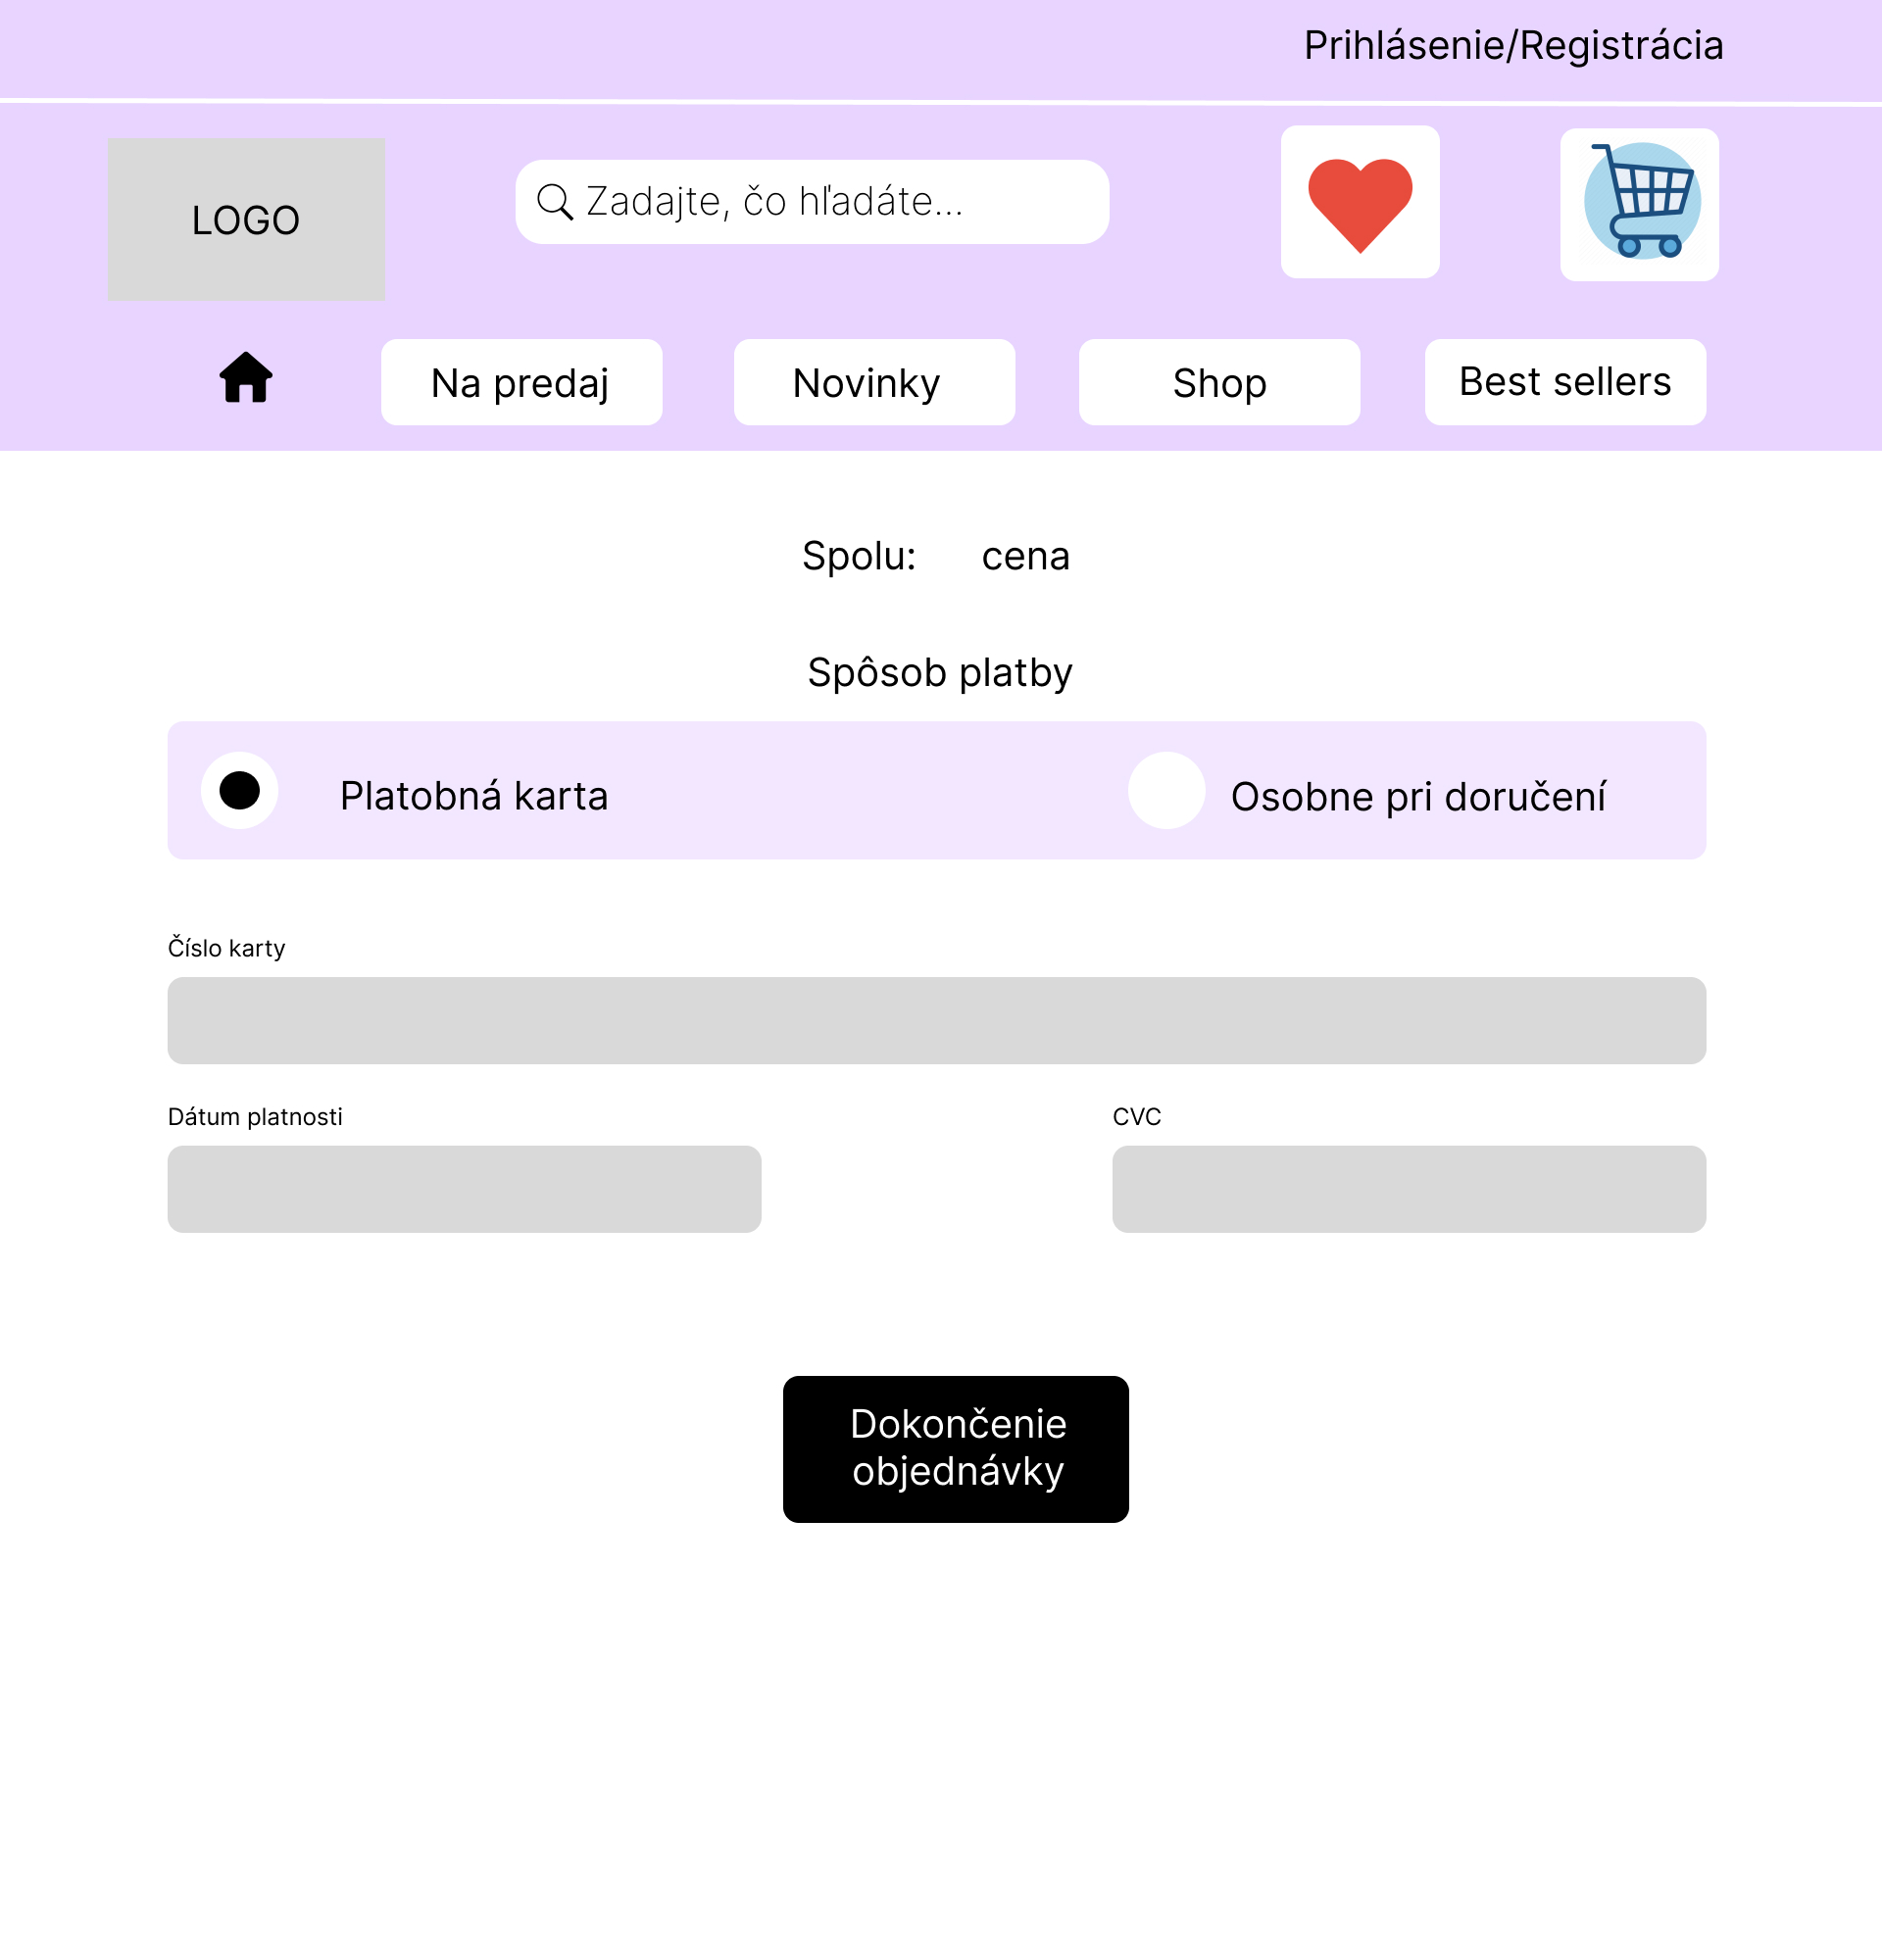 Prihlásenie/Registrácia
LOGO
Zadajte, čo hľadáte...
Na predaj
Novinky
Shop
Best sellers
Spolu: cena
Spôsob platby
Platobná karta
Osobne pri doručení
Číslo karty
Dátum platnosti
CVC
Dokončenie
objednávky